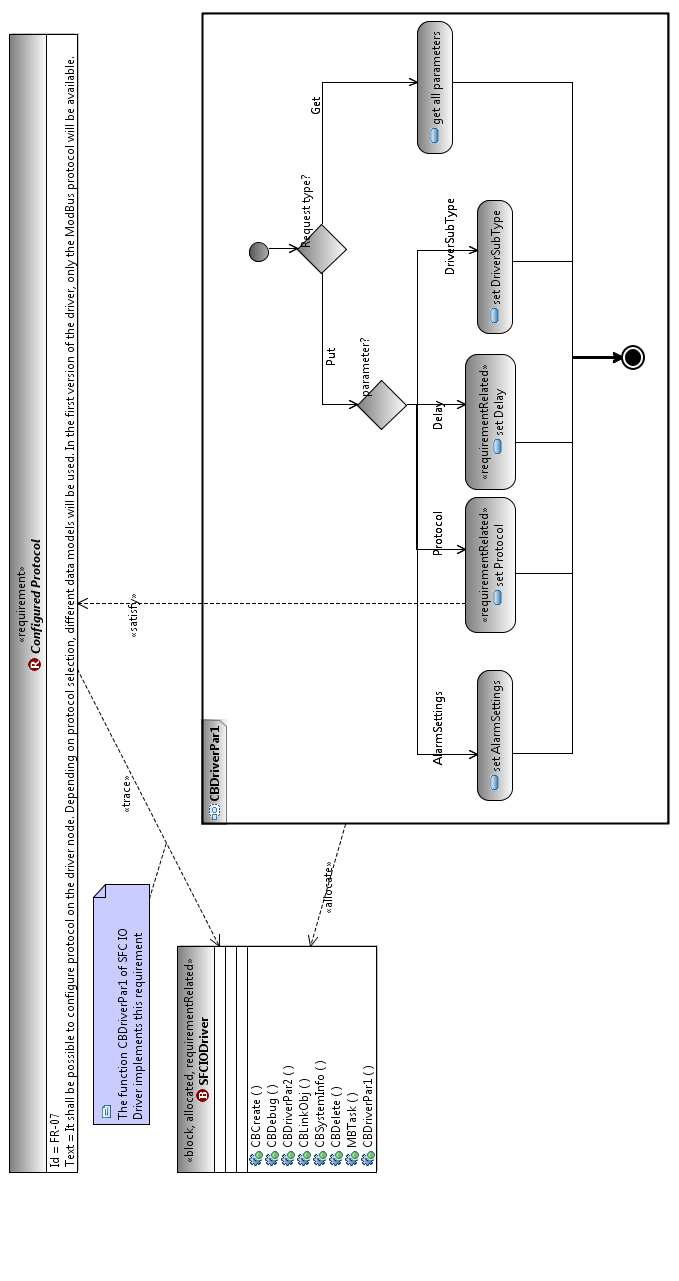 «requirement»
R Configured Protocol
Id = FR-07
Text = It shall be possible to configure protocol on the driver node. Depending on protocol selection, different data models will be used. In the first version of the driver, only the ModBus protocol will be available.
The function CBDriverPar1 of SFC IO
Driver implements this requirement
«trace»
«satisfy»
«allocate»
«block, allocated, requirementRelated»
B SFCIODriver
CBCreate ( )
CBDebug ( )
CBDriverPar2 ( )
CBLinkObj ( )
CBSystemInfo ( )
CBDelete ( )
MBTask ( )
CBDriverPar1 ( )
CBDriverPar1
Request type?
Get
Put
parameter?
get all parameters
AlarmSettings
Protocol
Delay
DriverSubType
set AlarmSettings
«requirementRelated»
set Protocol
«requirementRelated»
set Delay
set DriverSubType